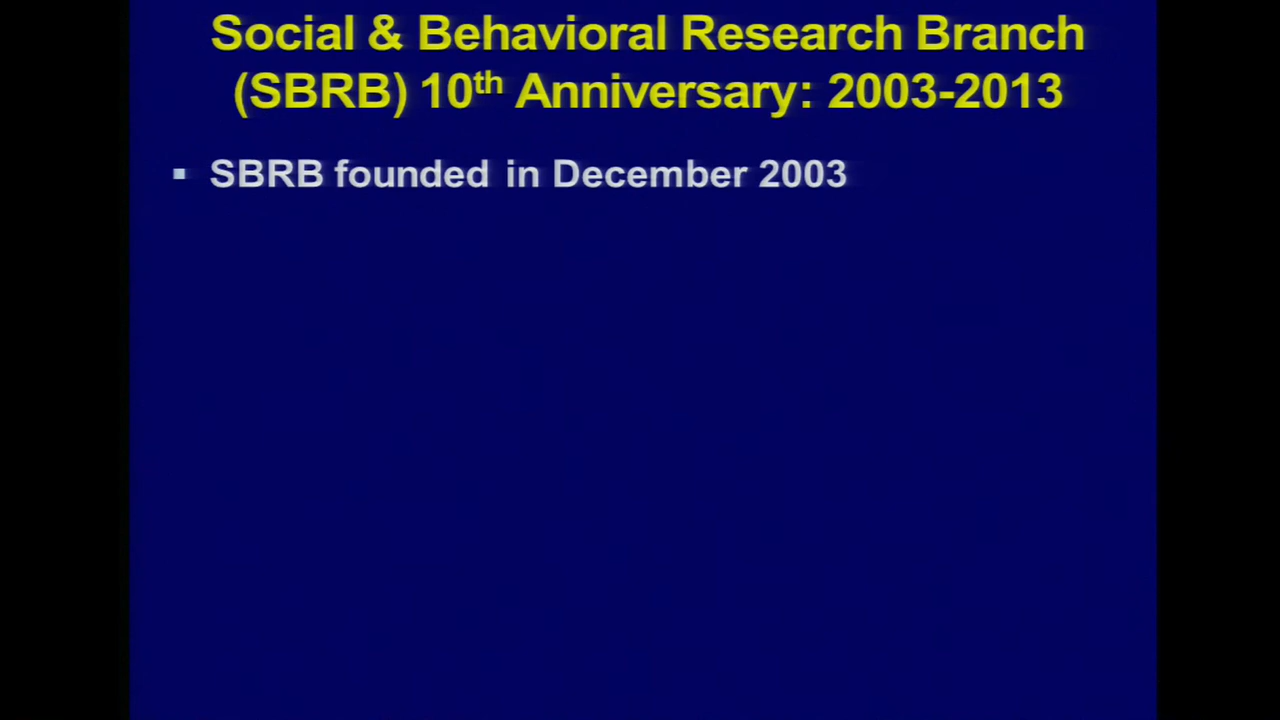 Social & Behavioral Research Branch
(SBRB) 10th Anniversary: 2003-2013
▪ SBRB founded in December 2003